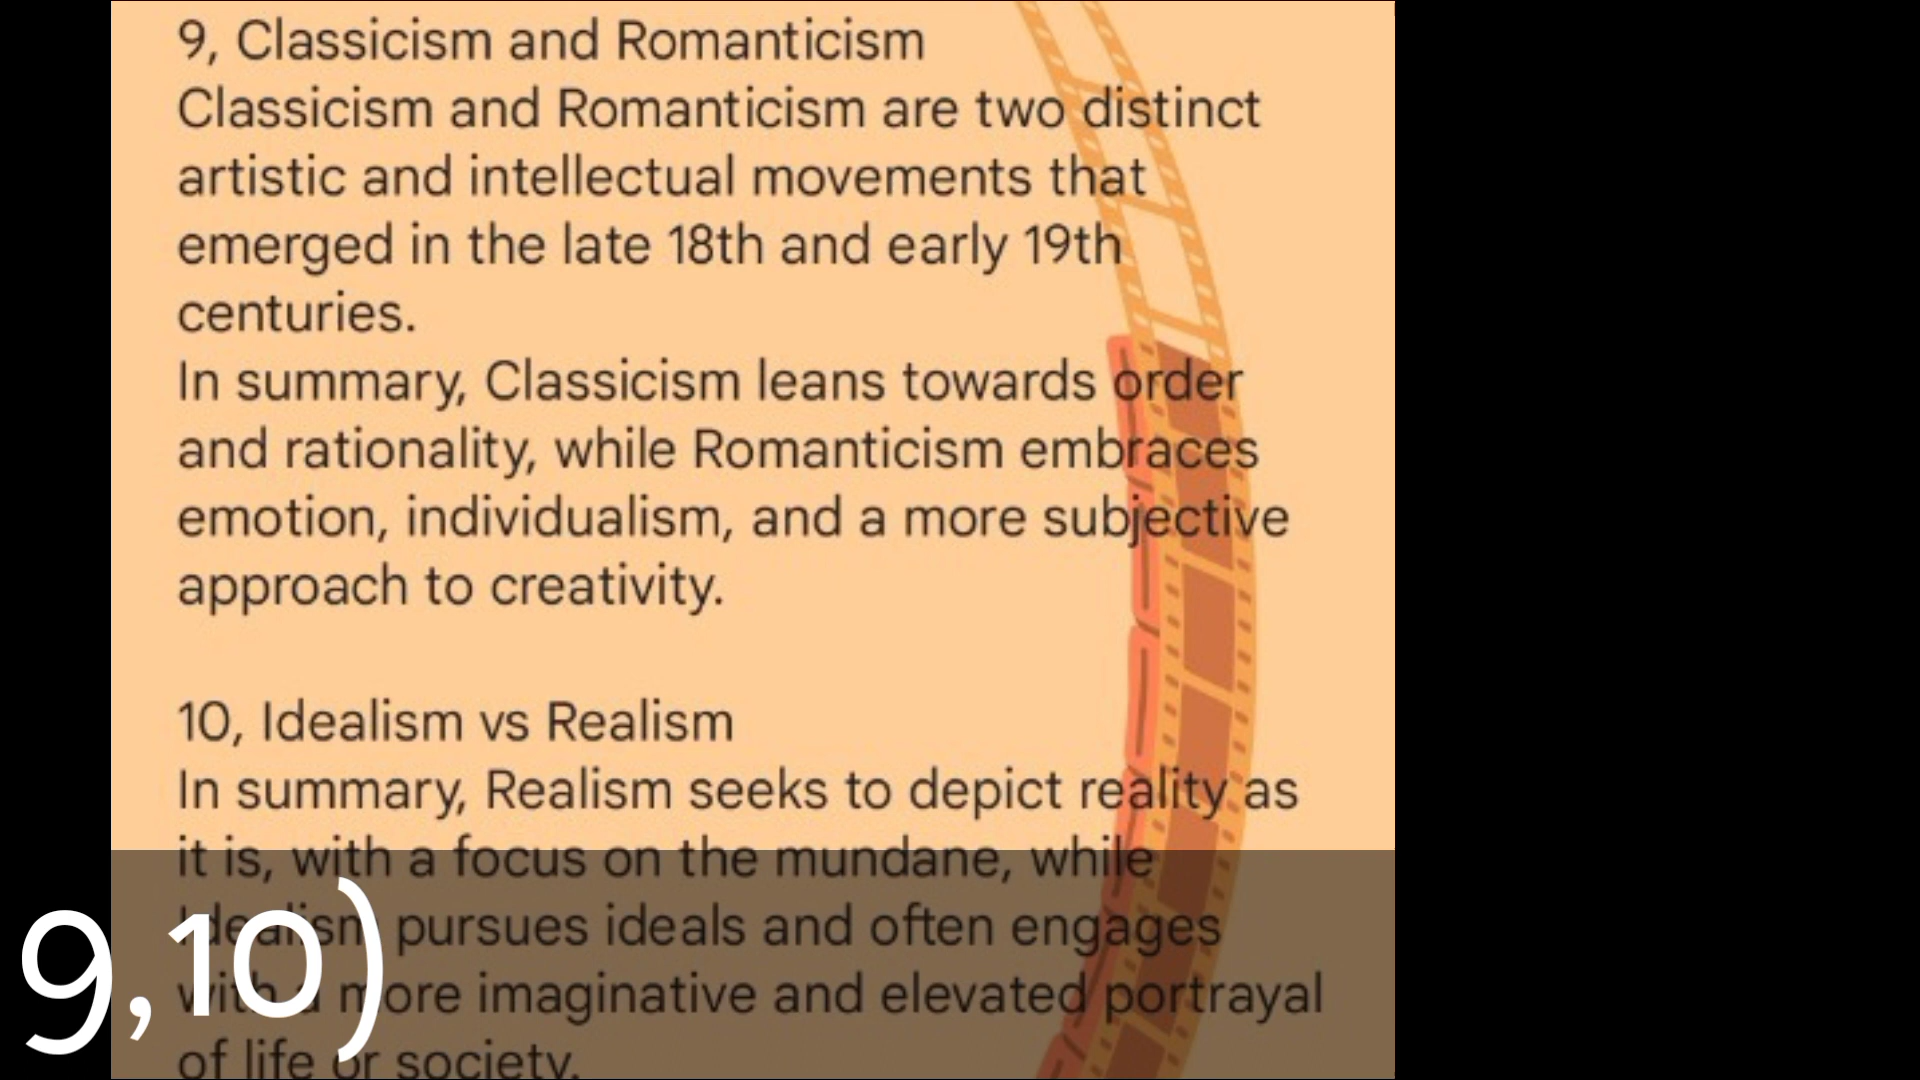 9, Classicism and Romanticism
Classicism and Romanticism are two distinct
artistic and intellectual movements that
emerged in the late 18th and early 19th
centuries.
In summary, Classicism leans towards order
and rationality, while Romanticism embraces
emotion, individualism, and a more subjective
approach to creativity.
10, Idealism vs Realism
In summary, Realism seeks to depict reality as
it is, with a focus on the mundane, while
Idealism pursues ideals and often engages
with a more imaginative and elevated portrayal
of life or society.
9,10)